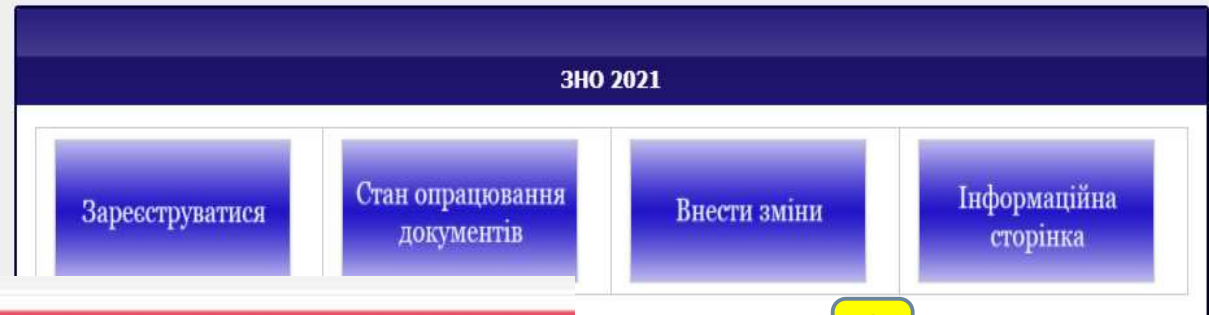 ЗНО 2021
Зареєструватися
Стан опрацювання
документів
Внести зміни
Інформаційна
сторінка